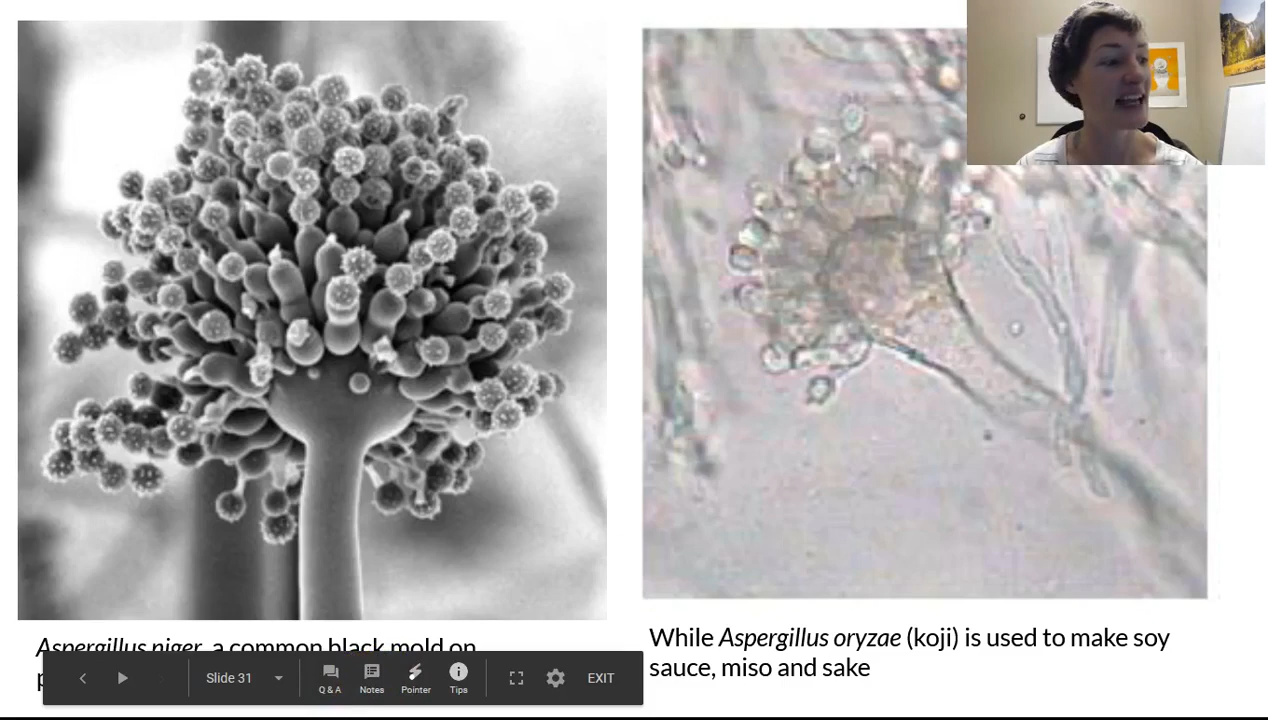 Aspergillus niger, a common black mold on
While Aspergillus oryzae (koji) is used to make soy
sauce, miso and sake
Slide 31
Q & A
Notes
Pointer
Tips
EXIT